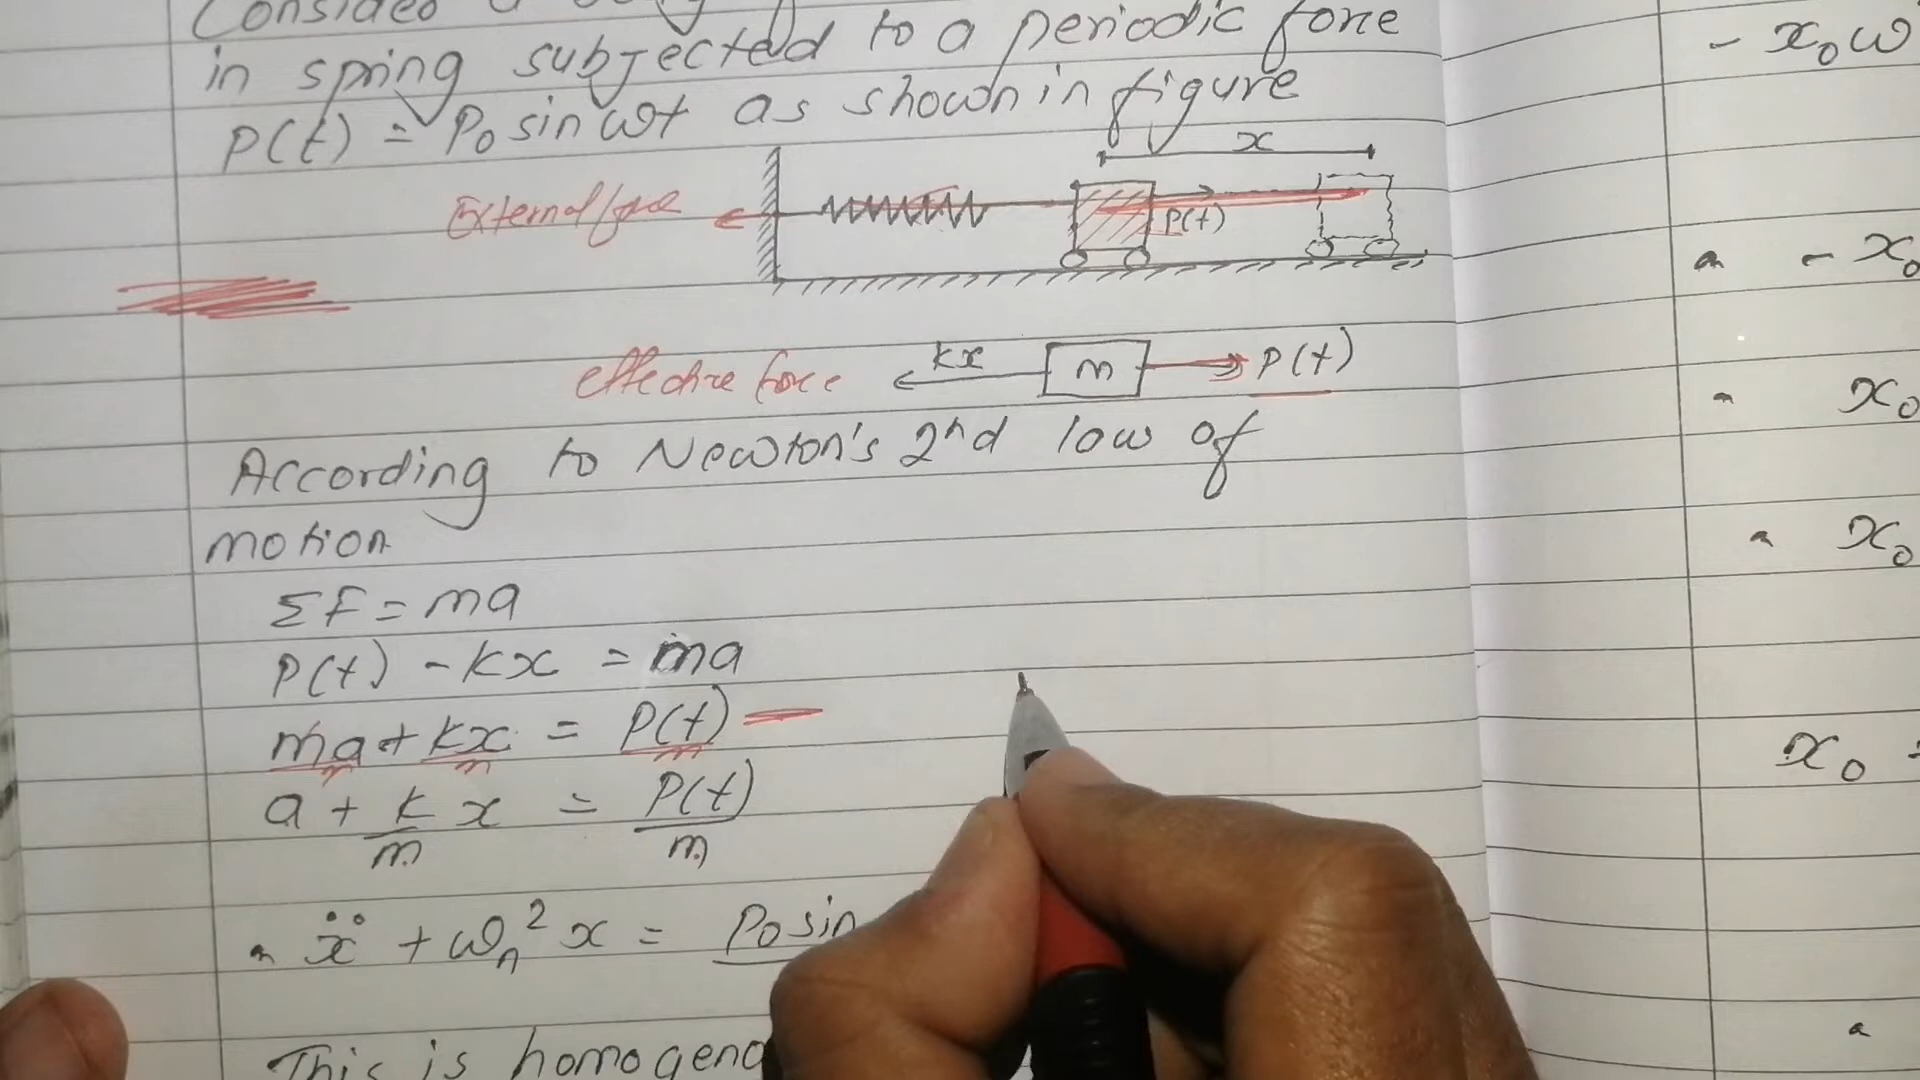 in spring subjected to a periodic force
P(t) = P₀ sin ωt as shown in figure
x
External force
P(t)
effective force
kx
m
P(t)
According to Newton's 2nd low of
motion
ΣF = ma
P(t) - kx = ma
ma + kx = P(t)
m m m
a + k/m x = P(t)/m
ẍ + ωₙ² x = P₀ sin
This is homogeno
- x₀ω
- x₀
x₀
x₀
x₀ =